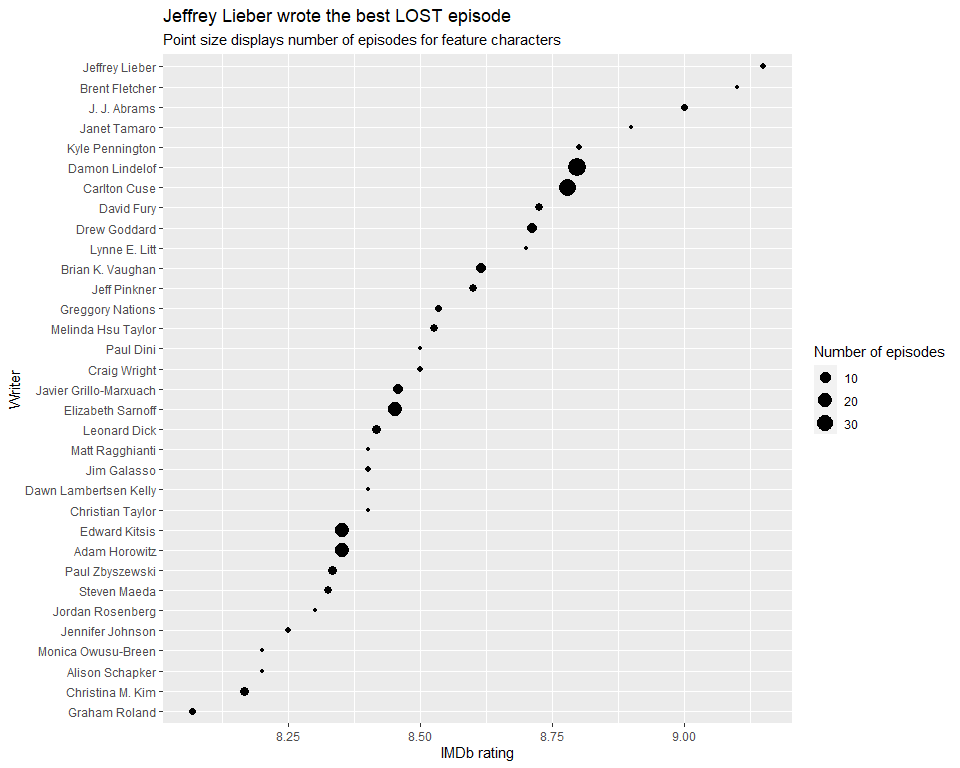 Jeffrey Lieber wrote the best LOST episode
Point size displays number of episodes for feature characters
Writer
Jeffrey Lieber
Brent Fletcher
J. J. Abrams
Janet Tamaro
Kyle Pennington
Damon Lindelof
Carlton Cuse
David Fury
Drew Goddard
Lynne E. Litt
Brian K. Vaughan
Jeff Pinkner
Greggory Nations
Melinda Hsu Taylor
Paul Dini
Craig Wright
Javier Grillo-Marxuach
Elizabeth Sarnoff
Leonard Dick
Matt Ragghianti
Jim Galasso
Dawn Lambertsen Kelly
Christian Taylor
Edward Kitsis
Adam Horowitz
Paul Zbyszewski
Steven Maeda
Jordan Rosenberg
Jennifer Johnson
Monica Owusu-Breen
Alison Schapker
Christina M. Kim
Graham Roland
8.25 8.50 8.75 9.00
IMDb rating
Number of episodes
10
20
30